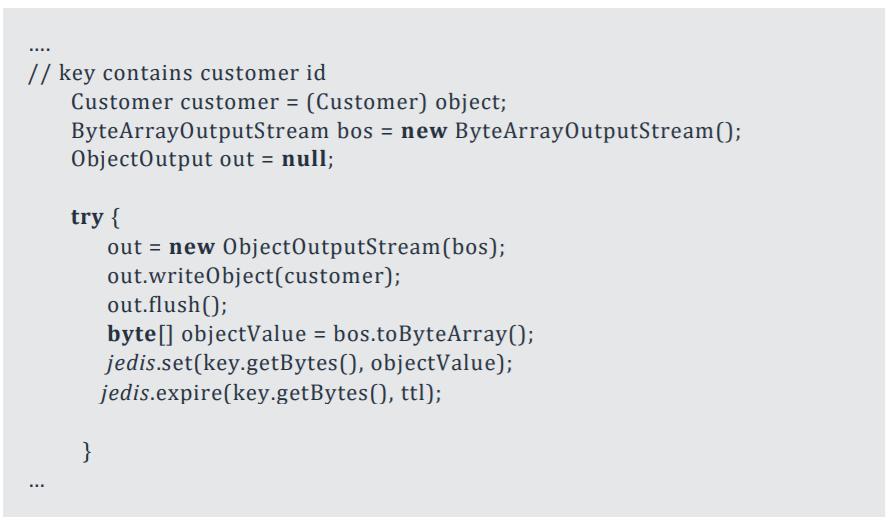 ....
// key contains customer id
Customer customer = (Customer) object;
ByteArrayOutputStream bos = new ByteArrayOutputStream();
ObjectOutput out = null;
try {
out = new ObjectOutputStream(bos);
out.writeObject(customer);
out.flush();
byte[] objectValue = bos.toByteArray();
jedis.set(key.getBytes(), objectValue);
jedis.expire(key.getBytes(), ttl);
}
...